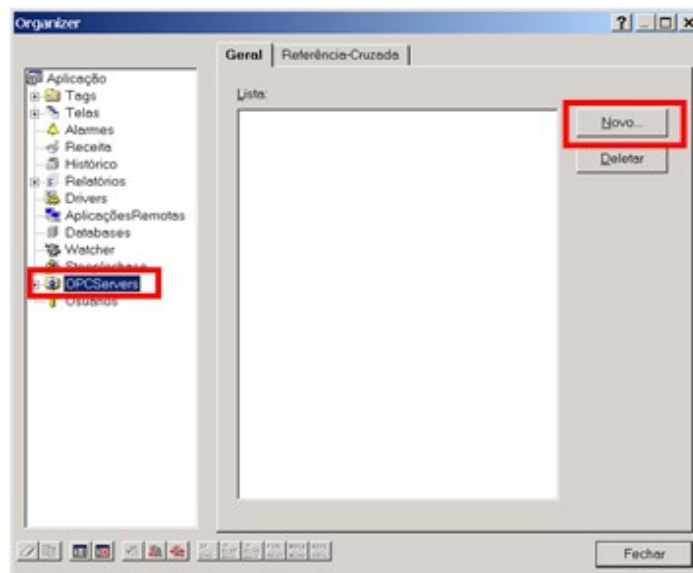 Organizer
Geral
Referência-Cruzada
Aplicação
Tags
Telas
Alarmes
Receita
Histórico
Relatórios
Drivers
AplicaçõesRemotas
Databases
Watcher
OPCServers
Usuários
Lista:
Novo...
Deletar
Fechar